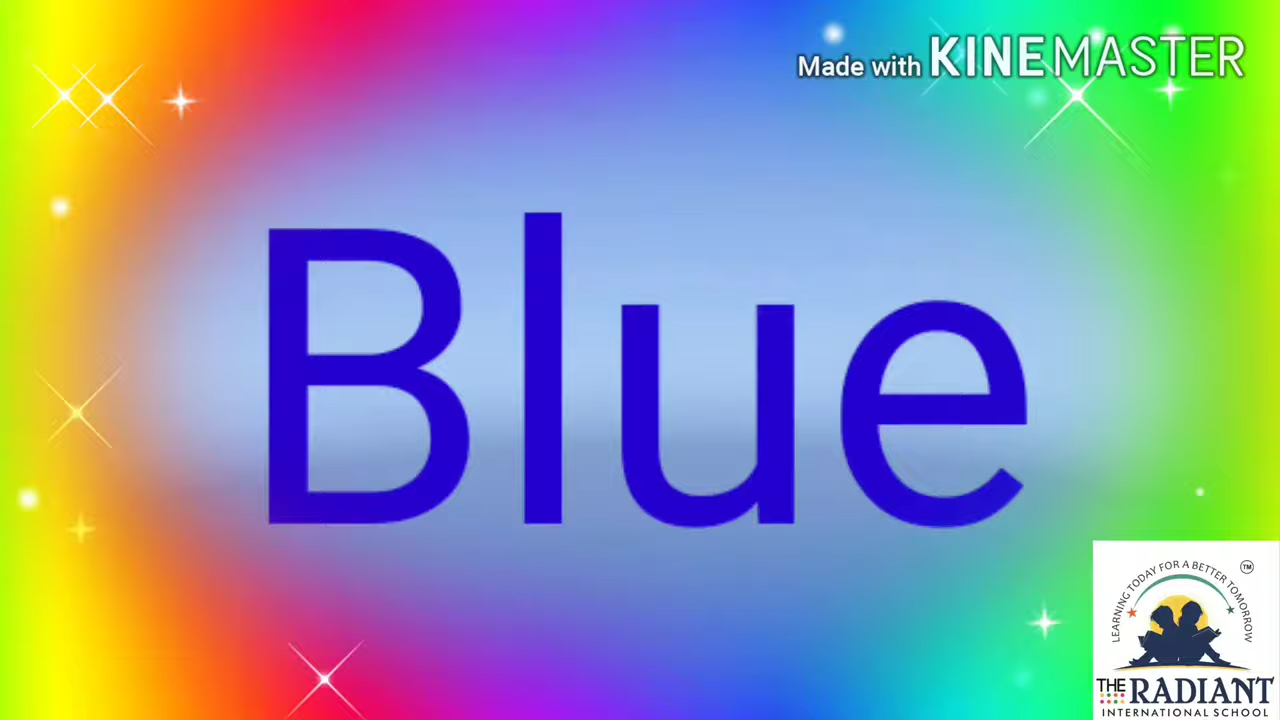 Made with KINEMASTER
Blue
LEARNING TODAY FOR A BETTER TOMORROW
TM
THE RADIANT
INTERNATIONAL SCHOOL